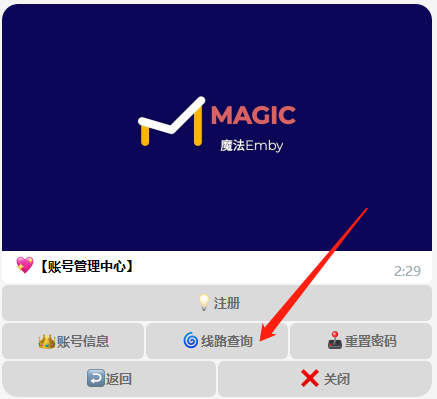 MAGIC
魔法Emby
💖【账号管理中心】
2:29
💡注册
👑账号信息
🌀线路查询
🕹️重置密码
↩️返回
❌ 关闭